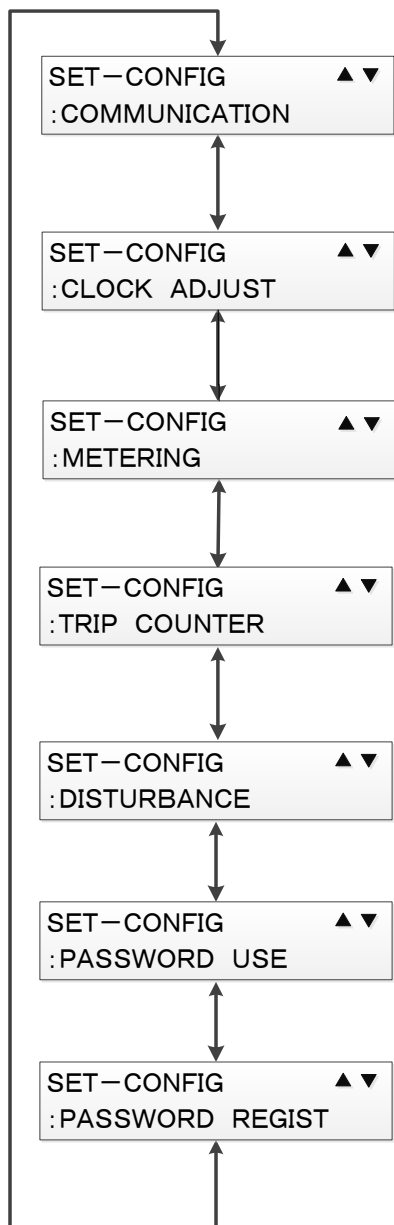 SET−CONFIG ▲ ▼
:COMMUNICATION
SET−CONFIG ▲ ▼
:CLOCK ADJUST
SET−CONFIG ▲ ▼
:METERING
SET−CONFIG ▲ ▼
:TRIP COUNTER
SET−CONFIG ▲ ▼
:DISTURBANCE
SET−CONFIG ▲ ▼
:PASSWORD USE
SET−CONFIG ▲ ▼
:PASSWORD REGIST